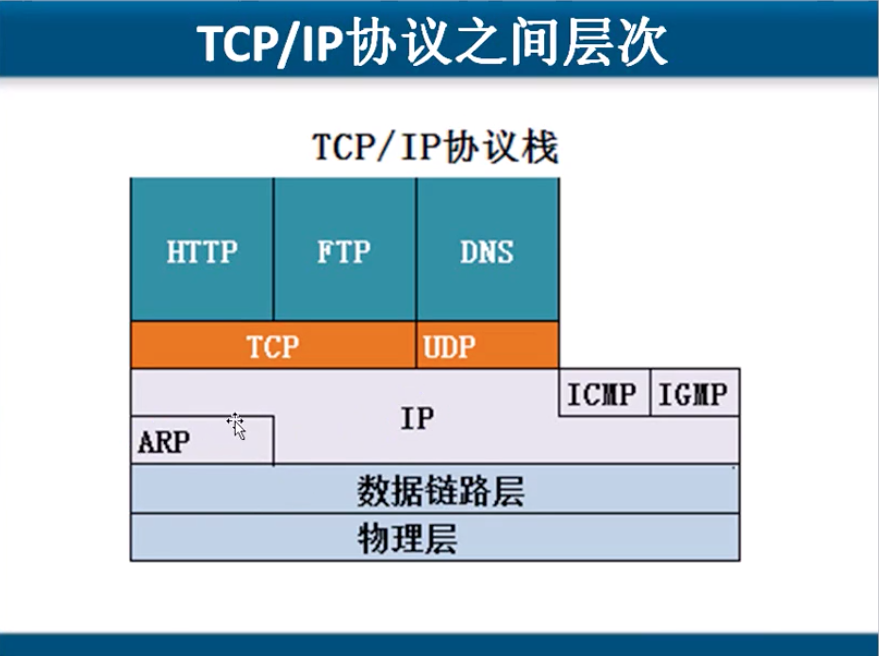 TCP/IP协议之间层次
TCP/IP协议栈
HTTP FTP DNS
TCP UDP
ICMP IGMP
IP
ARP
数据链路层
物理层